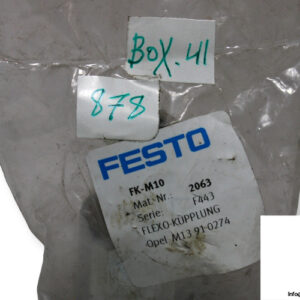 BOX.41
878
FESTO
FK-M10
Mat. Nr.: 2063
Serie: F443
FLEXO-KUPPLUNG
Opel M13 91-0274